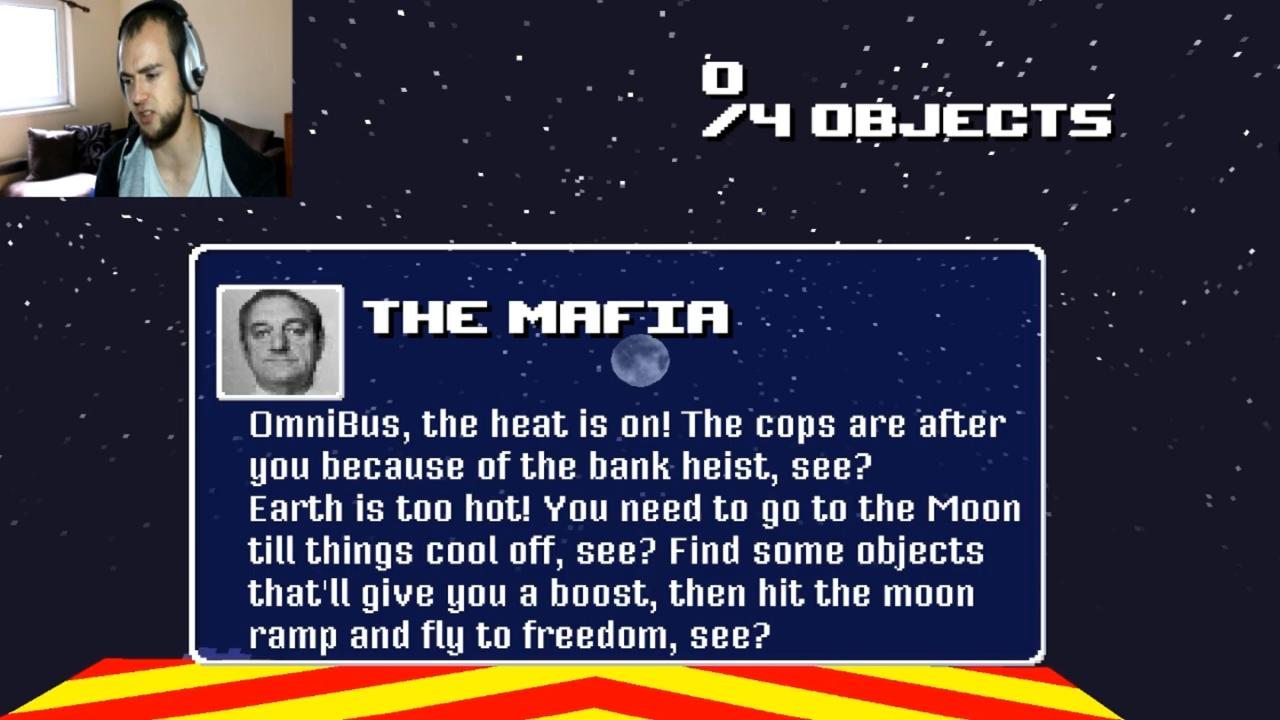 0
/4 OBJECTS
THE MAFIA
OmniBus, the heat is on! The cops are after
you because of the bank heist, see?
Earth is too hot! You need to go to the Moon
till things cool off, see? Find some objects
that'll give you a boost, then hit the moon
ramp and fly to freedom, see?